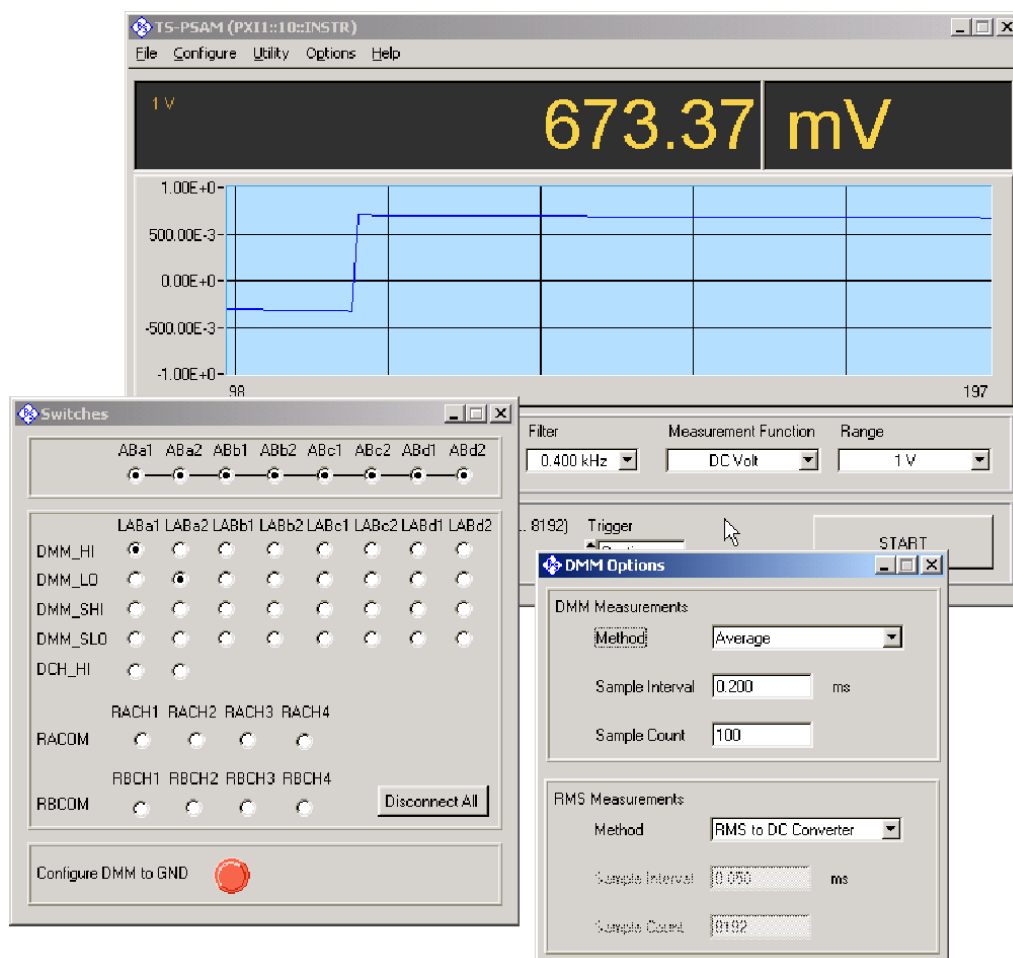 TS-PSAM (PXI1::10::INSTR)
File Configure Utility Options Help
1 V
673.37 mV
1.00E+0
500.00E-3
0.00E+0
-500.00E-3
-1.00E+0
98 197
Filter Measurement Function Range
0.400 kHz DC Volt 1 V
.. 8192) Trigger
START
Switches
ABa1 ABa2 ABb1 ABb2 ABc1 ABc2 ABd1 ABd2
LABa1 LABa2 LABb1 LABb2 LABc1 LABc2 LABd1 LABd2
DMM_HI
DMM_LO
DMM_SHI
DMM_SLO
DCH_HI
RACH1 RACH2 RACH3 RACH4
RACOM
RBCH1 RBCH2 RBCH3 RBCH4
RBCOM
Disconnect All
Configure DMM to GND
DMM Options
DMM Measurements
Method Average
Sample Interval 0.200 ms
Sample Count 100
RMS Measurements
Method RMS to DC Converter
Sample Interval 0.050 ms
Sample Count 8192